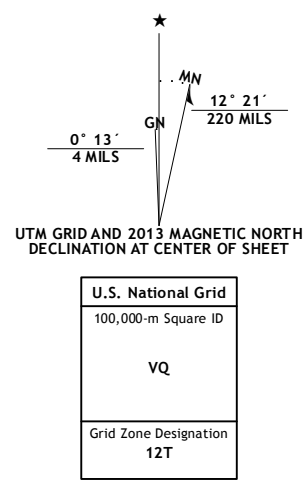 MN
GN
12° 21´
220 MILS
0° 13´
4 MILS
UTM GRID AND 2013 MAGNETIC NORTH
DECLINATION AT CENTER OF SHEET
U.S. National Grid
100,000-m Square ID
VQ
Grid Zone Designation
12T